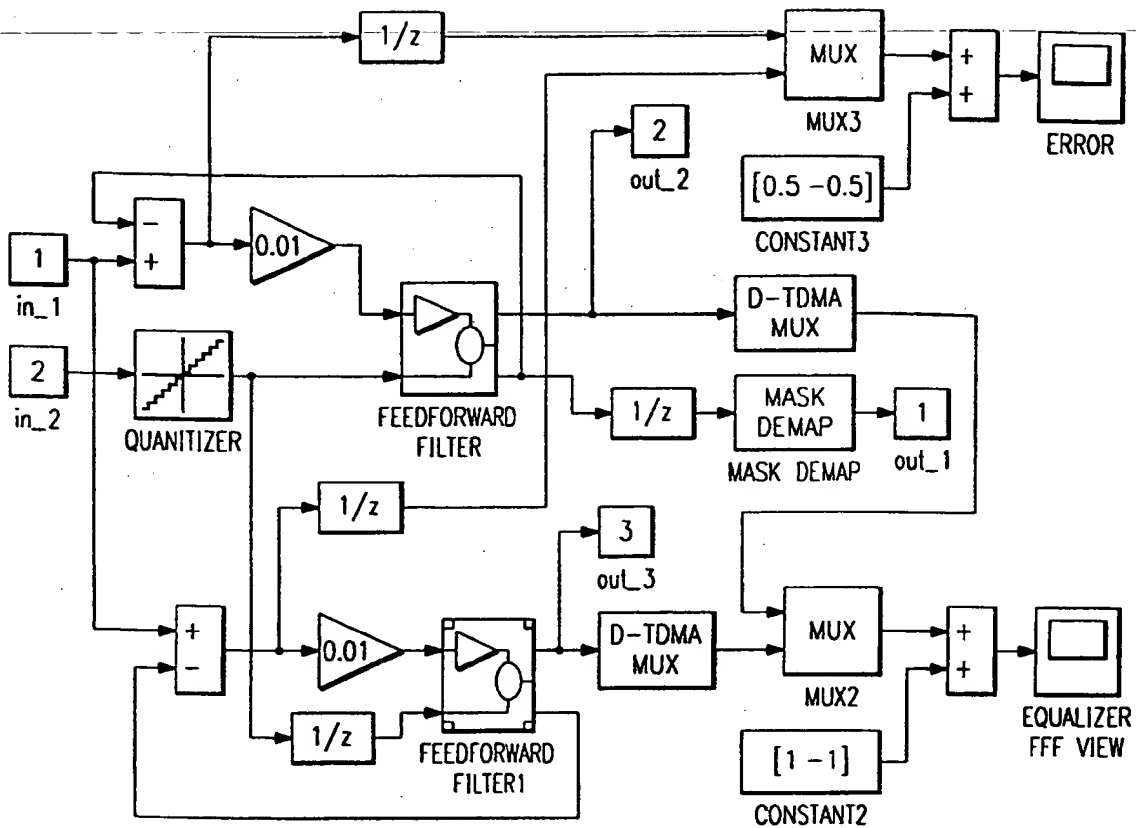 1/z
MUX
MUX3
+
+
ERROR
2
out_2
[0.5 -0.5]
CONSTANT3
-
+
1
in_1
0.01
2
in_2
QUANITIZER
FEEDFORWARD
FILTER
D-TDMA
MUX
1/z
MASK
DEMAP
MASK DEMAP
1
out_1
1/z
3
out_3
+
-
0.01
1/z
FEEDFORWARD
FILTER1
D-TDMA
MUX
MUX
MUX2
+
+
EQUALIZER
FFF VIEW
[1 -1]
CONSTANT2